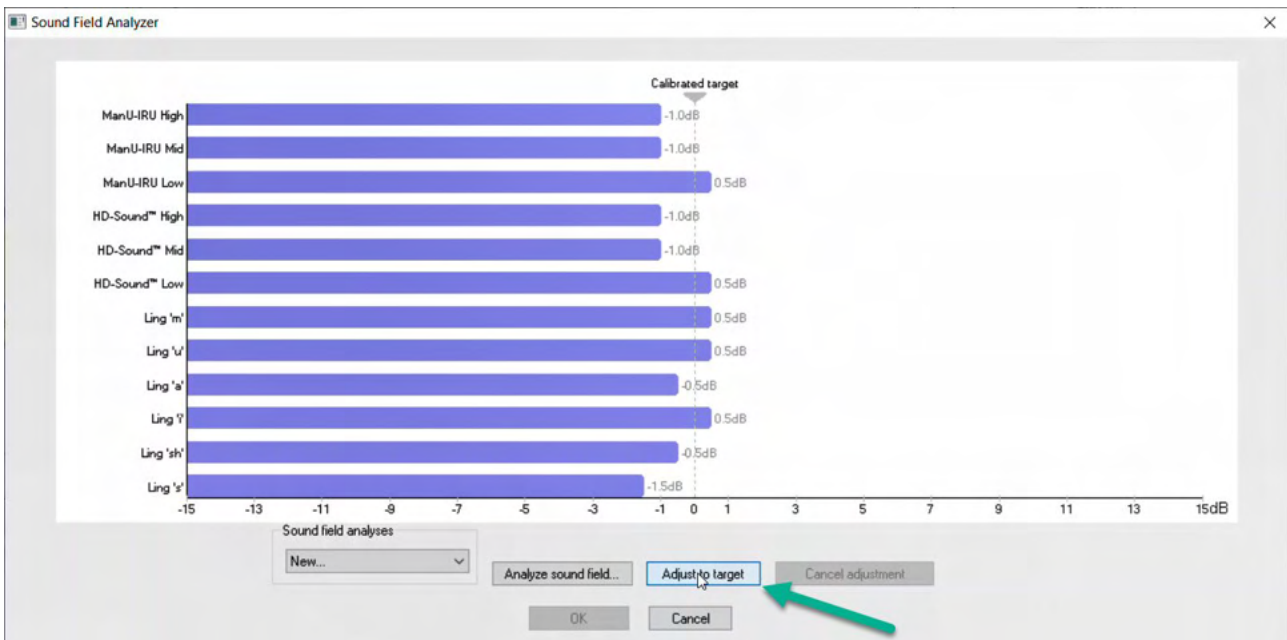 Sound Field Analyzer
Calibrated target
ManU-IRU High -1.0dB
ManU-IRU Mid -1.0dB
ManU-IRU Low 0.5dB
HD-Sound™ High -1.0dB
HD-Sound™ Mid -1.0dB
HD-Sound™ Low 0.5dB
Ling 'm' 0.5dB
Ling 'u' 0.5dB
Ling 'a' -0.5dB
Ling 'i' 0.5dB
Ling 'sh' -0.5dB
Ling 's' -1.5dB
-15 -13 -11 -9 -7 -5 -3 -1 0 1 3 5 7 9 11 13 15dB
Sound field analyses
New... Analyze sound field... Adjust to target Cancel adjustment
OK Cancel